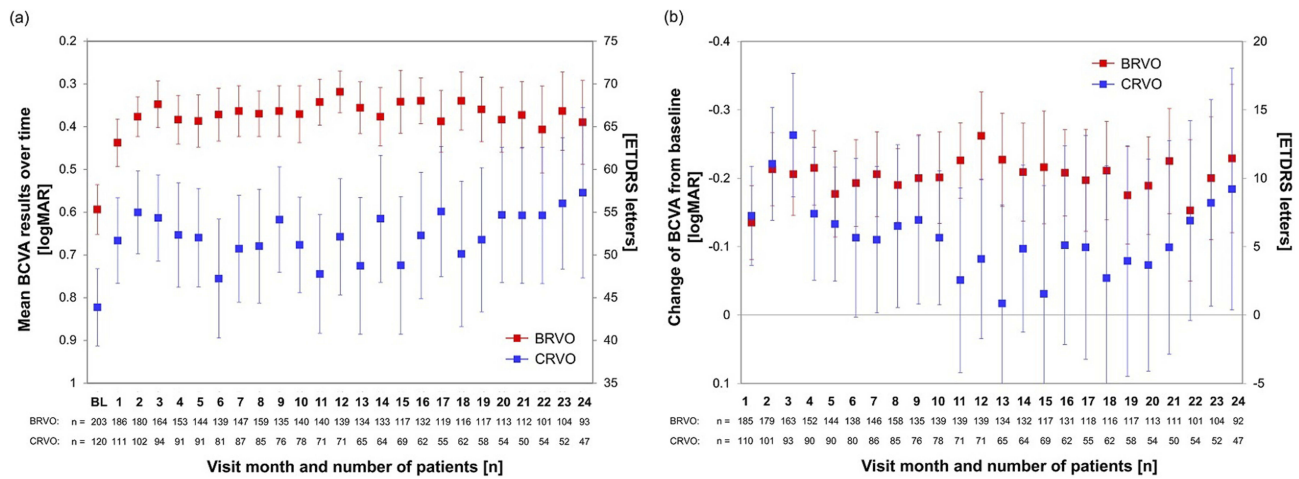 (a)
Mean BCVA results over time
[logMAR]
0.2
0.3
0.4
0.5
0.6
0.7
0.8
0.9
1
75
70
65
60
55
50
45
40
35
[ETDRS letters]
BRVO
CRVO
BL 1 2 3 4 5 6 7 8 9 10 11 12 13 14 15 16 17 18 19 20 21 22 23 24
BRVO: n = 203 186 180 164 153 144 139 147 159 135 140 140 139 134 133 117 132 119 116 117 113 112 101 104 93
CRVO: n = 120 111 102 94 91 91 81 87 85 76 78 71 71 65 64 69 62 55 62 58 54 50 54 52 47
Visit month and number of patients [n]
(b)
Change of BCVA from baseline
[logMAR]
-0.4
-0.3
-0.2
-0.1
0
0.1
20
15
10
5
0
-5
[ETDRS letters]
BRVO
CRVO
1 2 3 4 5 6 7 8 9 10 11 12 13 14 15 16 17 18 19 20 21 22 23 24
BRVO: n = 185 179 163 152 144 138 146 158 135 139 139 139 134 132 117 131 118 116 117 113 111 101 104 92
CRVO: n = 110 101 93 90 90 80 86 85 76 78 71 71 65 64 69 62 55 62 58 54 50 54 52 47
Visit month and number of patients [n]